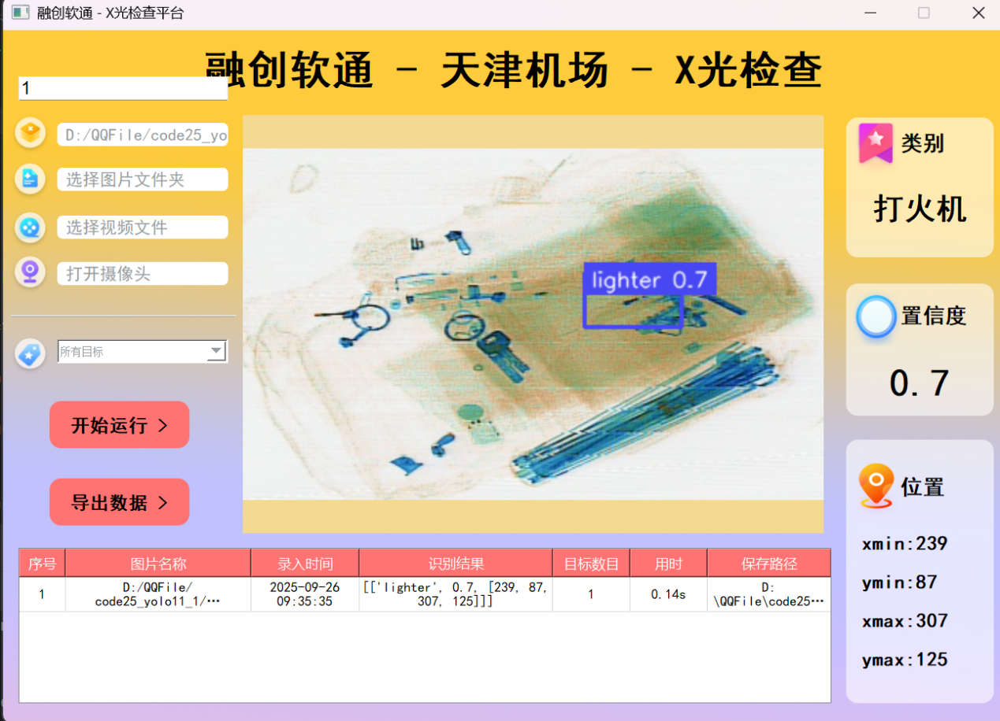 融创软通 - X光检查平台
融创软通 - 天津机场 - X光检查
1
D:/QQFile/code25_yo
选择图片文件夹
选择视频文件
打开摄像头
所有目标
开始运行 >
导出数据 >
lighter 0.7
类别
打火机
置信度
0.7
位置
xmin:239
ymin:87
xmax:307
ymax:125
序号 图片名称 录入时间 识别结果 目标数目 用时 保存路径
1 D:/QQFile/ 2025-09-26 [['lighter', 0.7, [239, 87, 1 0.14s D:
code25_yolo11_1/… 09:35:35 307, 125]]] \QQFile\code25…